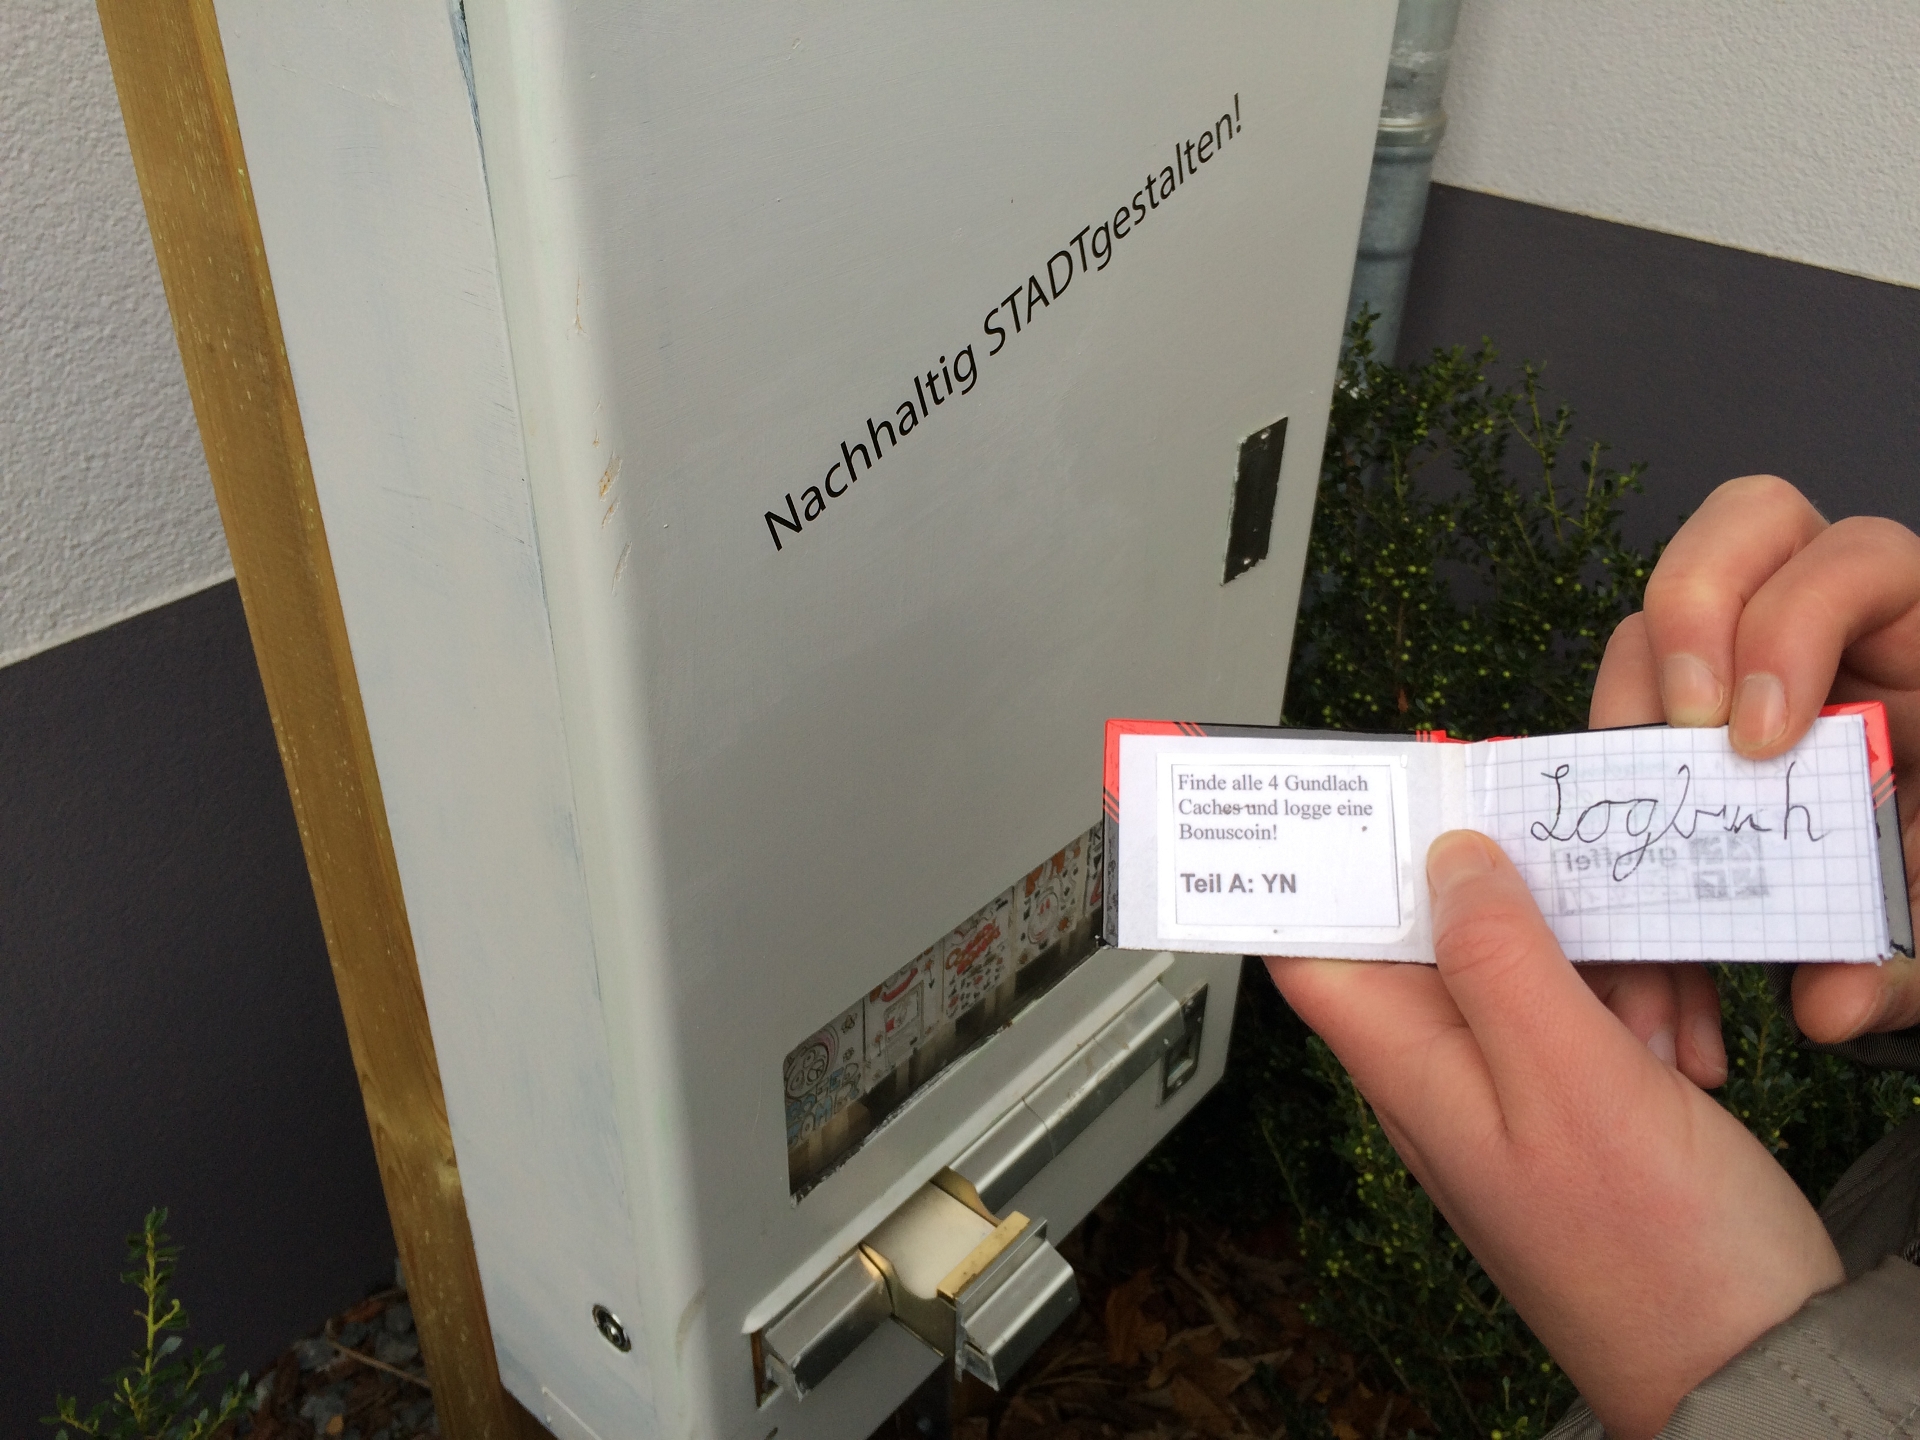 Nachhaltig STADTgestalten!
Finde alle 4 Gundlach
Caches und logge eine
Bonuscoin!
Teil A: YN
Logbuch